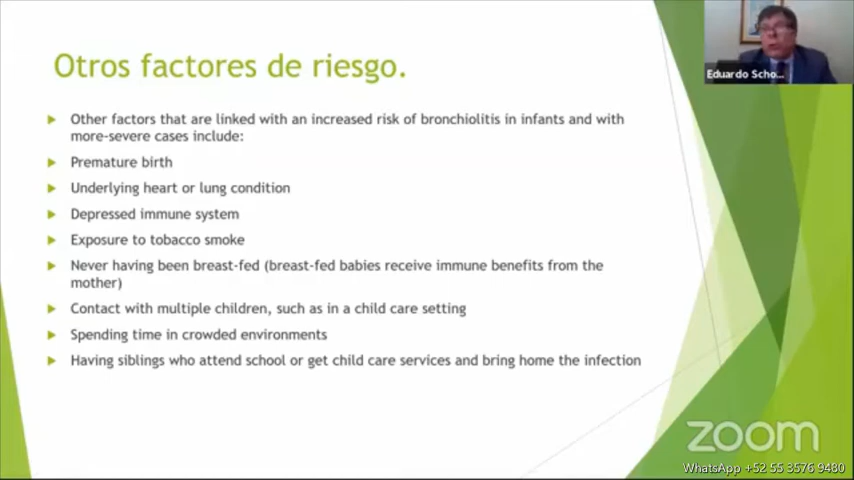 Otros factores de riesgo.
Eduardo Scho...
Other factors that are linked with an increased risk of bronchiolitis in infants and with
more-severe cases include:
Premature birth
Underlying heart or lung condition
Depressed immune system
Exposure to tobacco smoke
Never having been breast-fed (breast-fed babies receive immune benefits from the
mother)
Contact with multiple children, such as in a child care setting
Spending time in crowded environments
Having siblings who attend school or get child care services and bring home the infection
zoom
WhatsApp +52 55 3576 9480